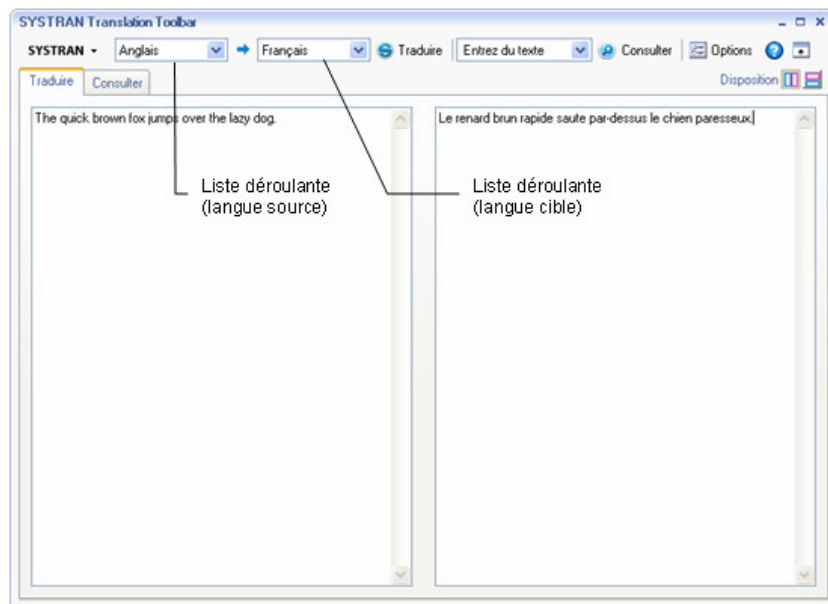 SYSTRAN Translation Toolbar
SYSTRAN Anglais Français Traduire Entrez du texte Consulter Options
Traduire Consulter Disposition
The quick brown fox jumps over the lazy dog.
Le renard brun rapide saute par-dessus le chien paresseux.
Liste déroulante
(langue source)
Liste déroulante
(langue cible)